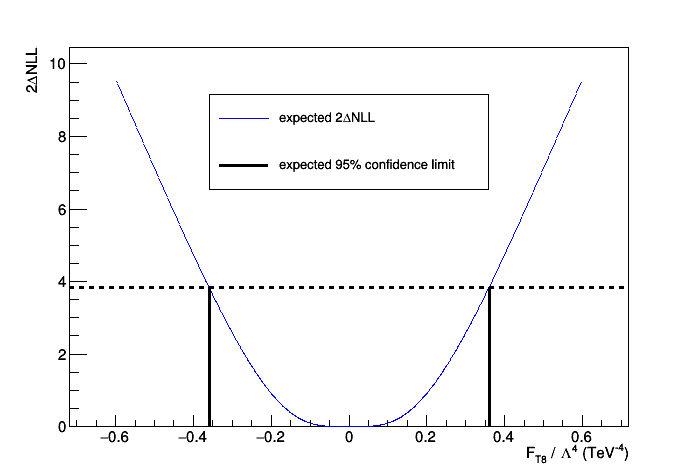 2ΔNLL
10
8
6
4
2
0
expected 2ΔNLL
expected 95% confidence limit
−0.6 −0.4 −0.2 0 0.2 0.4 0.6
F_T8 / Λ^4 (TeV^-4)